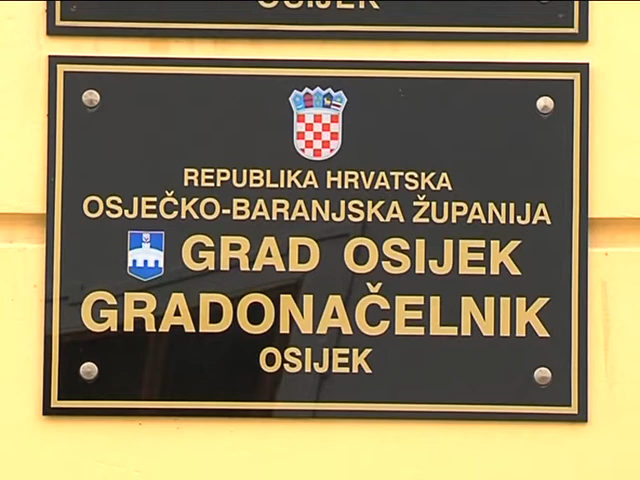 OSIJEK
REPUBLIKA HRVATSKA
OSJEČKO-BARANJSKA ŽUPANIJA
GRAD OSIJEK
GRADONAČELNIK
OSIJEK